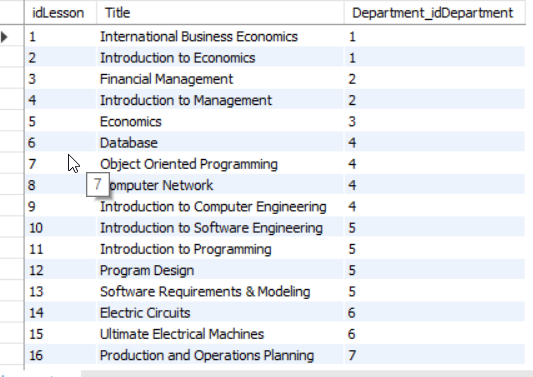 idLesson Title Department_idDepartment
1 International Business Economics 1
2 Introduction to Economics 1
3 Financial Management 2
4 Introduction to Management 2
5 Economics 3
6 Database 4
7 Object Oriented Programming 4
8 omputer Network 4
7
9 Introduction to Computer Engineering 4
10 Introduction to Software Engineering 5
11 Introduction to Programming 5
12 Program Design 5
13 Software Requirements & Modeling 5
14 Electric Circuits 6
15 Ultimate Electrical Machines 6
16 Production and Operations Planning 7